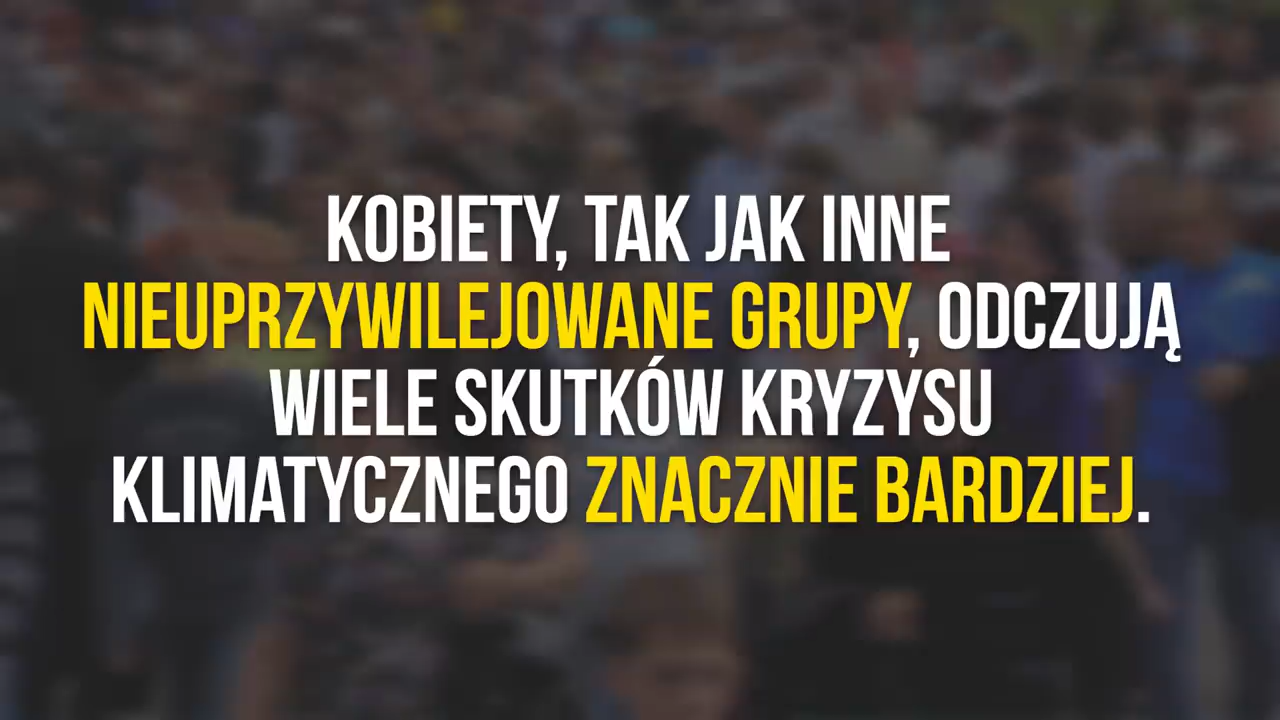 KOBIETY, TAK JAK INNE
NIEUPRZYWILEJOWANE GRUPY, ODCZUJĄ
WIELE SKUTKÓW KRYZYSU
KLIMATYCZNEGO ZNACZNIE BARDZIEJ.